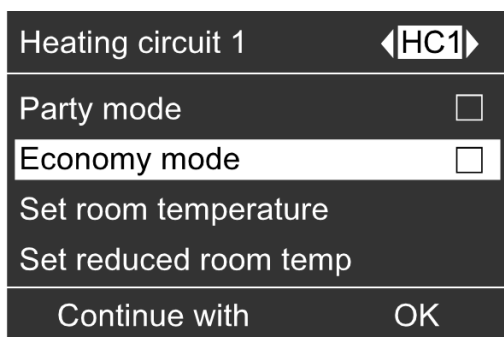 Heating circuit 1 HC1
Party mode
Economy mode
Set room temperature
Set reduced room temp
Continue with OK